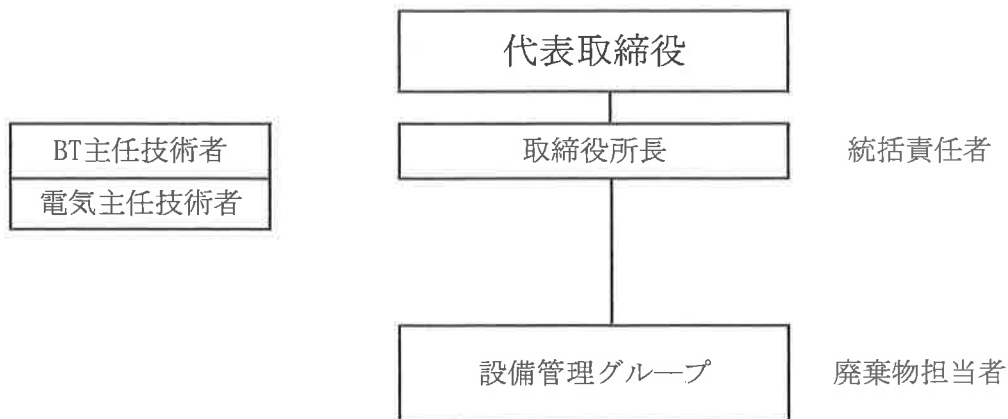 代表取締役
BT主任技術者
取締役所長
統括責任者
電気主任技術者
設備管理グループ
廃棄物担当者